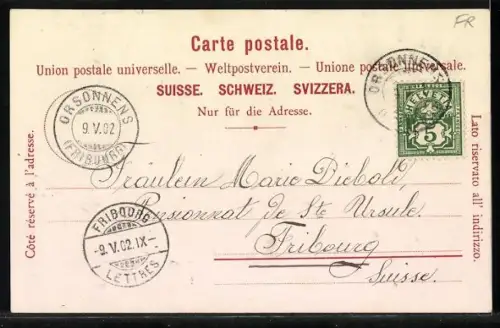 FR
Carte postale.
Union postale universelle. — Weltpostverein. — Unione postale universale.
SUISSE. SCHWEIZ. SVIZZERA.
Nur für die Adresse.
Côté réservé à l'adresse.
Lato riservato all' indirizzo.
ORSONNENS
9.V.02
(FRIBOURG)
ORSONNENS
HELVETIA
5
Fräulein Marie Diebolt,
Pensionnat de Ste Ursule.
Fribourg
Suisse.
FRIBOURG
-9.V.02.IX-
LETTRES